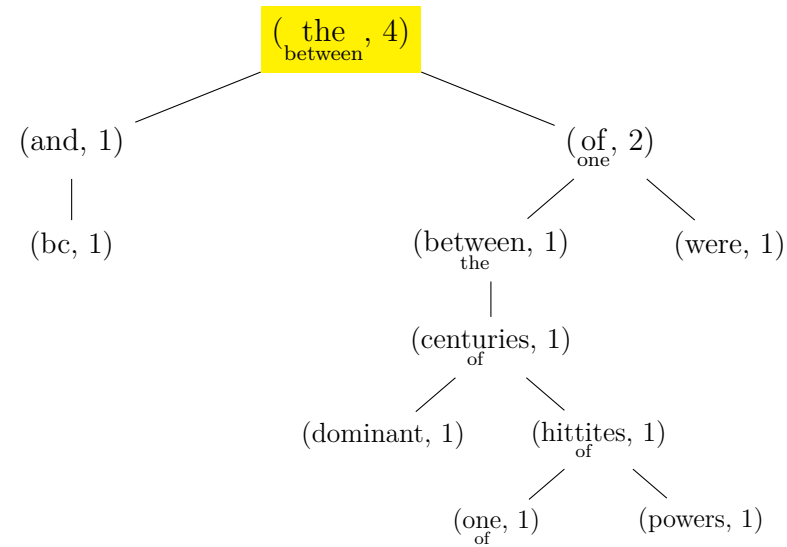 (the, 4)
between
(and, 1)
(of, 2)
one
(bc, 1)
(between, 1)
the
(were, 1)
(centuries, 1)
of
(dominant, 1)
(hittites, 1)
of
(one, 1)
of
(powers, 1)